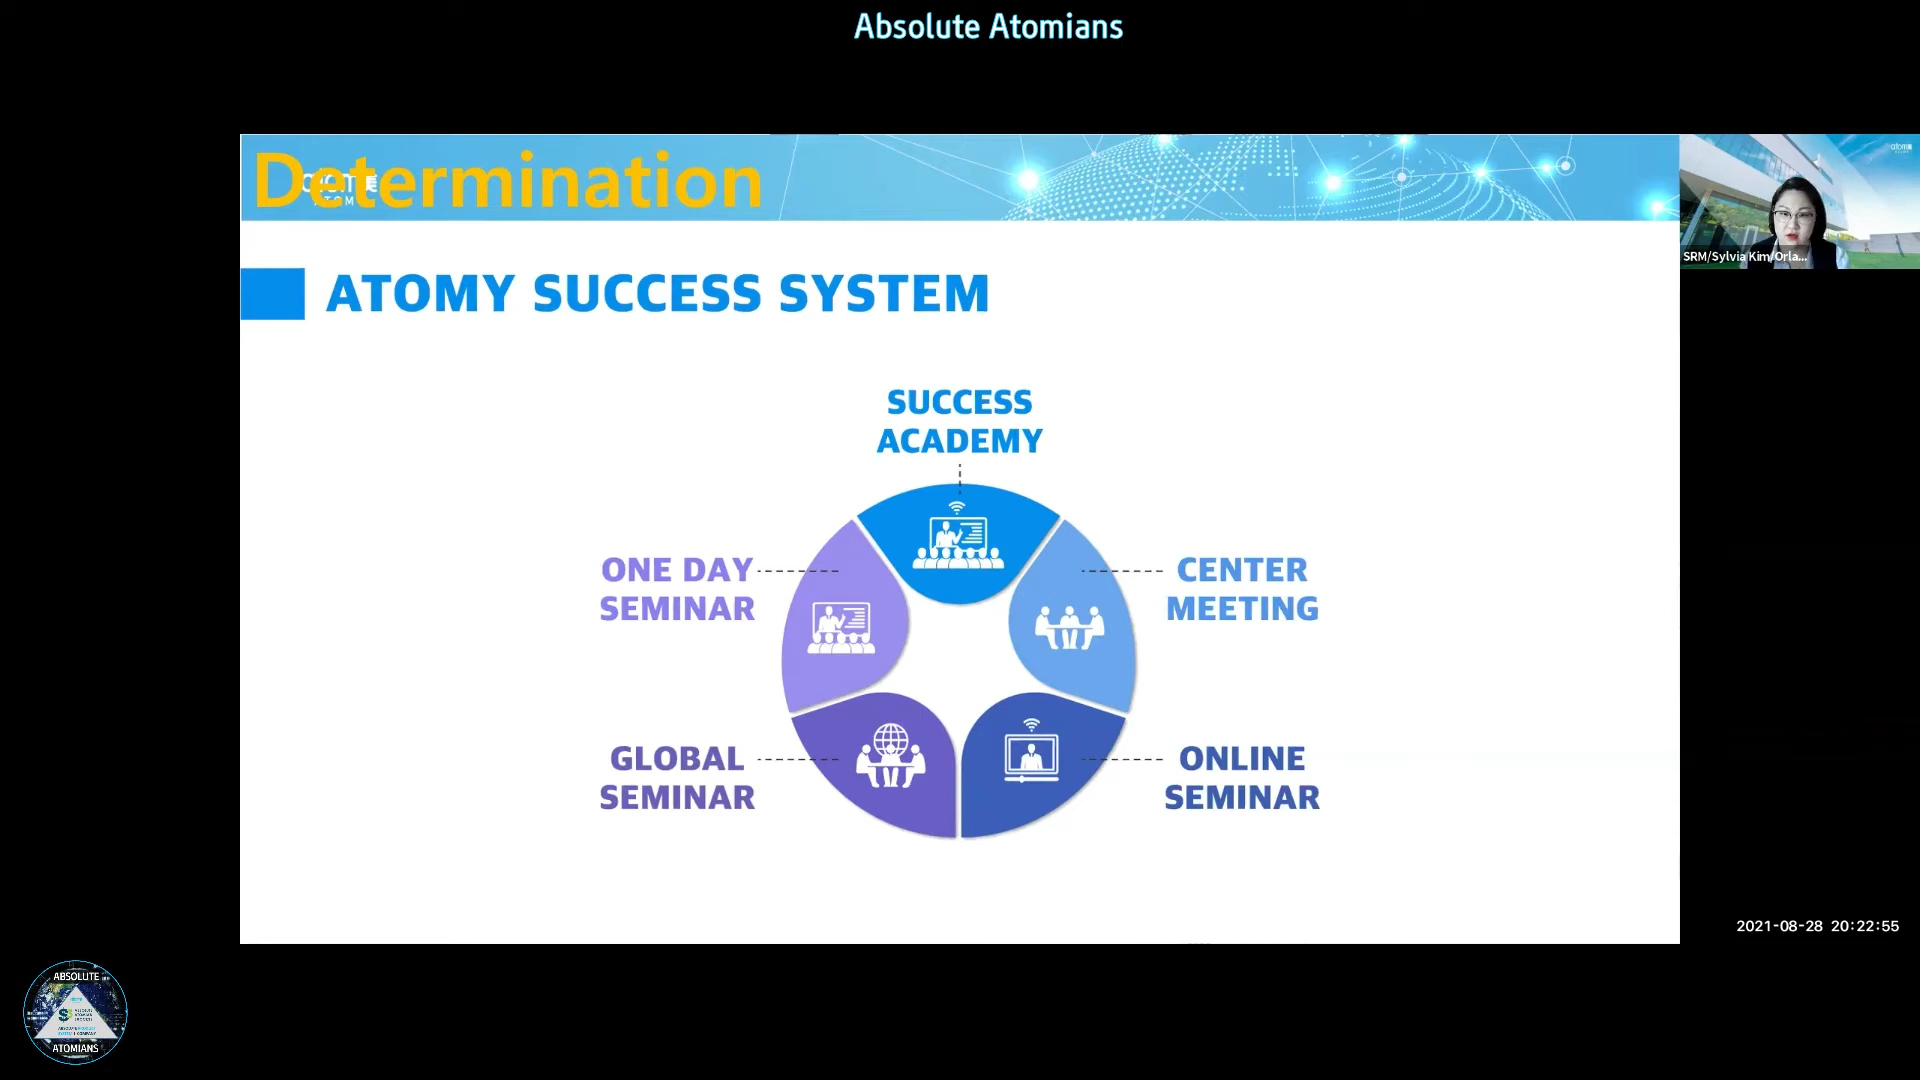 Absolute Atomians
Determination
ATOMY SUCCESS SYSTEM
SUCCESS
ACADEMY
ONE DAY
SEMINAR
CENTER
MEETING
GLOBAL
SEMINAR
ONLINE
SEMINAR
SRM/Sylvia Kim/Orla...
2021-08-28 20:22:55
ABSOLUTE
ATOMIANS